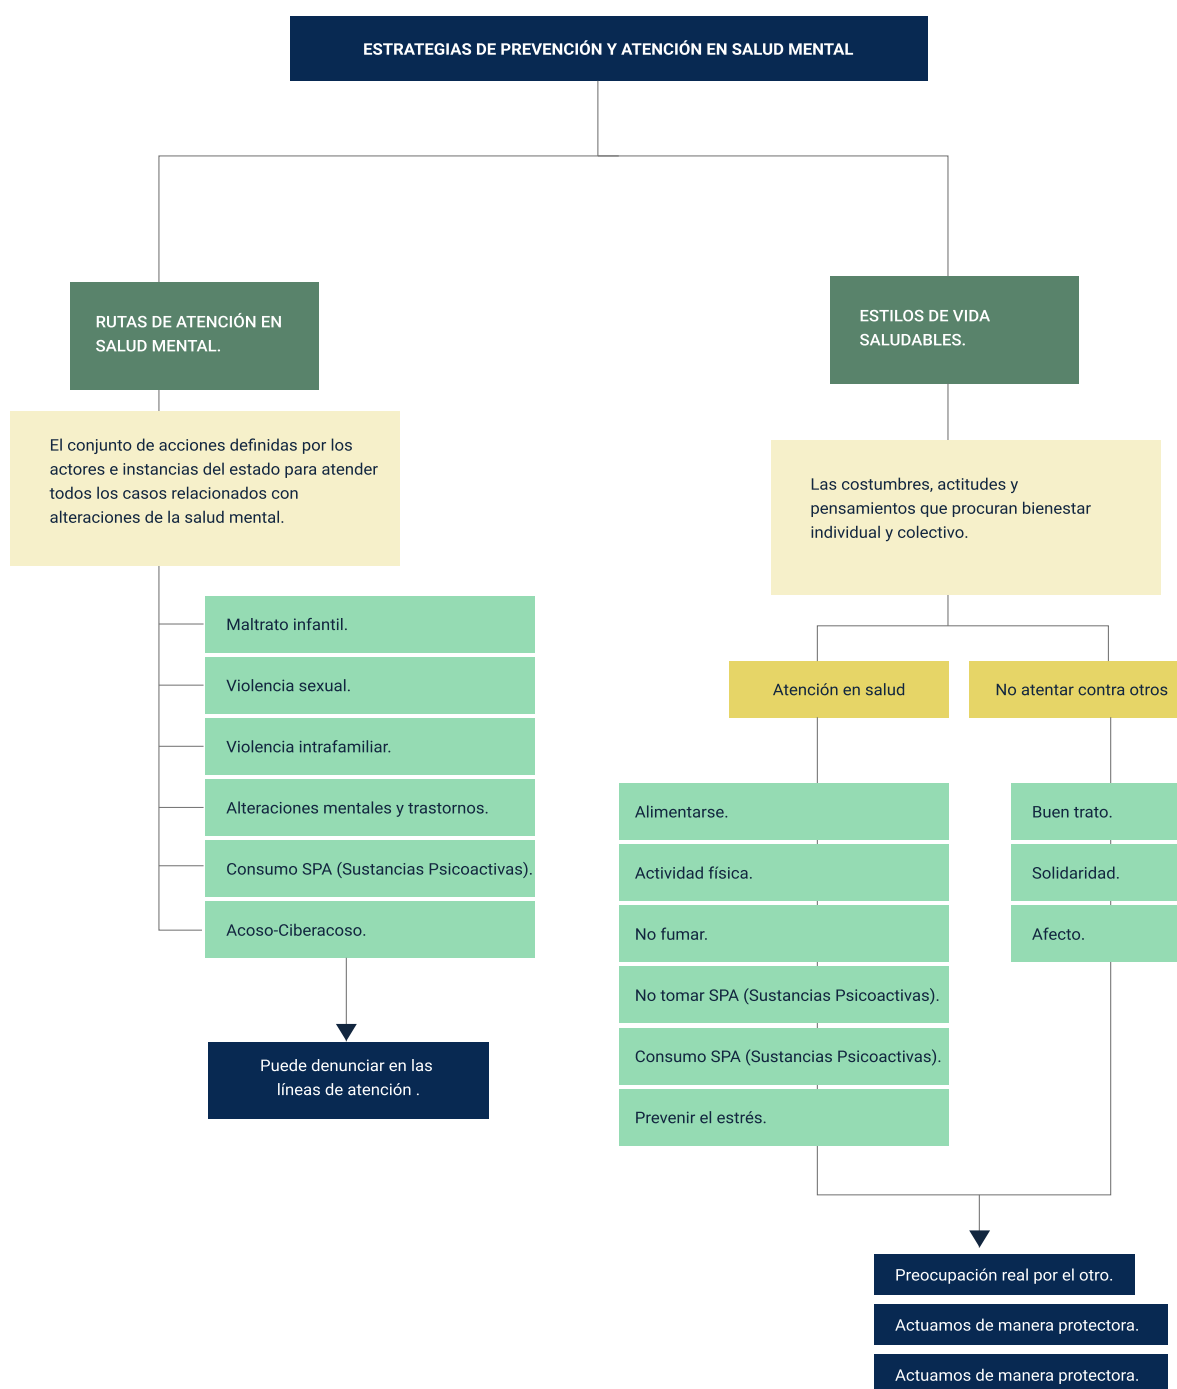 ESTRATEGIAS DE PREVENCIÓN Y ATENCIÓN EN SALUD MENTAL
RUTAS DE ATENCIÓN EN
SALUD MENTAL.
El conjunto de acciones definidas por los
actores e instancias del estado para atender
todos los casos relacionados con
alteraciones de la salud mental.
Maltrato infantil.
Violencia sexual.
Violencia intrafamiliar.
Alteraciones mentales y trastornos.
Consumo SPA (Sustancias Psicoactivas).
Acoso-Ciberacoso.
Puede denunciar en las
líneas de atención .
ESTILOS DE VIDA
SALUDABLES.
Las costumbres, actitudes y
pensamientos que procuran bienestar
individual y colectivo.
Atención en salud
Alimentarse.
Actividad física.
No fumar.
No tomar SPA (Sustancias Psicoactivas).
Consumo SPA (Sustancias Psicoactivas).
Prevenir el estrés.
No atentar contra otros
Buen trato.
Solidaridad.
Afecto.
Preocupación real por el otro.
Actuamos de manera protectora.
Actuamos de manera protectora.